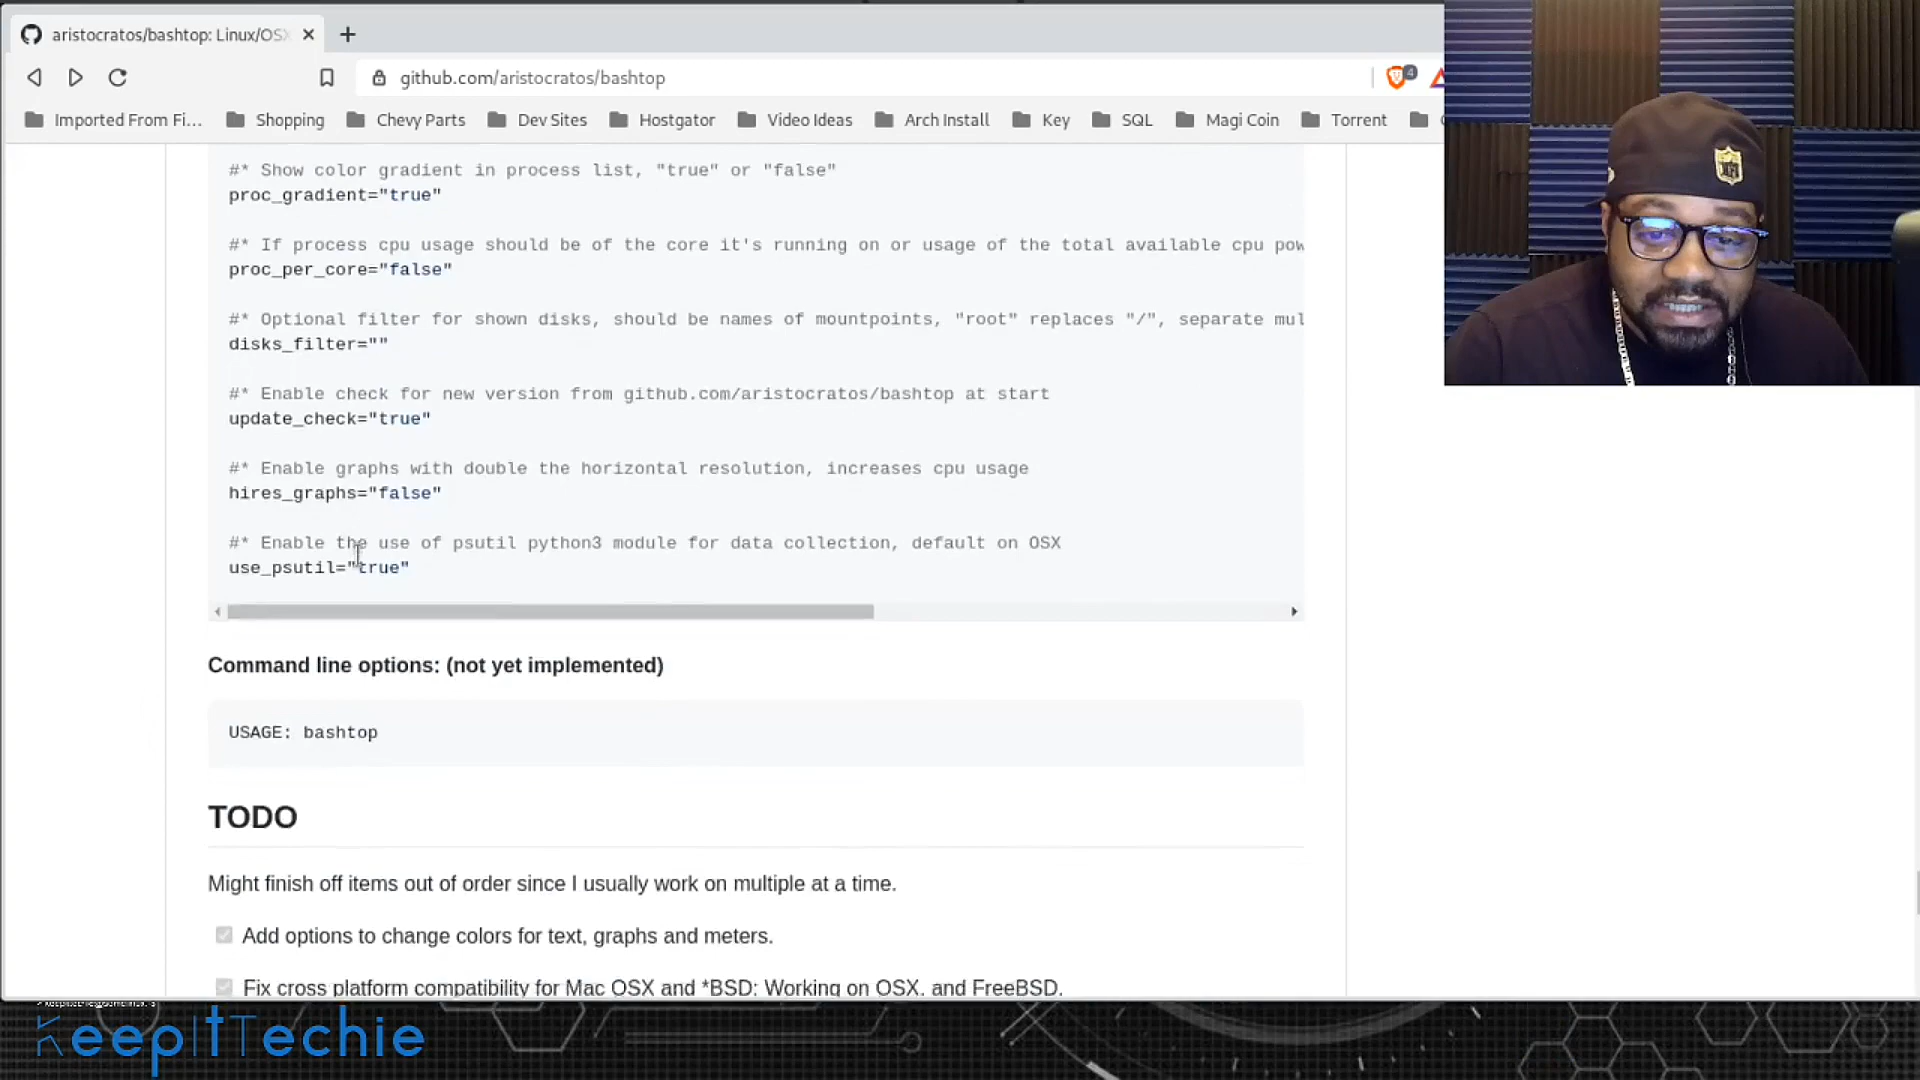 aristocratos/bashtop: Linux/OSX
github.com/aristocratos/bashtop
4
Imported From Fi...
Shopping
Chevy Parts
Dev Sites
Hostgator
Video Ideas
Arch Install
Key
SQL
Magi Coin
Torrent
#* Show color gradient in process list, "true" or "false"
proc_gradient="true"
#* If process cpu usage should be of the core it's running on or usage of the total available cpu pow
proc_per_core="false"
#* Optional filter for shown disks, should be names of mountpoints, "root" replaces "/", separate mul
disks_filter=""
#* Enable check for new version from github.com/aristocratos/bashtop at start
update_check="true"
#* Enable graphs with double the horizontal resolution, increases cpu usage
hires_graphs="false"
#* Enable the use of psutil python3 module for data collection, default on OSX
use_psutil="true"
Command line options: (not yet implemented)
USAGE: bashtop
TODO
Might finish off items out of order since I usually work on multiple at a time.
Add options to change colors for text, graphs and meters.
Fix cross platform compatibility for Mac OSX and *BSD: Working on OSX. and FreeBSD.
KeepItTechie